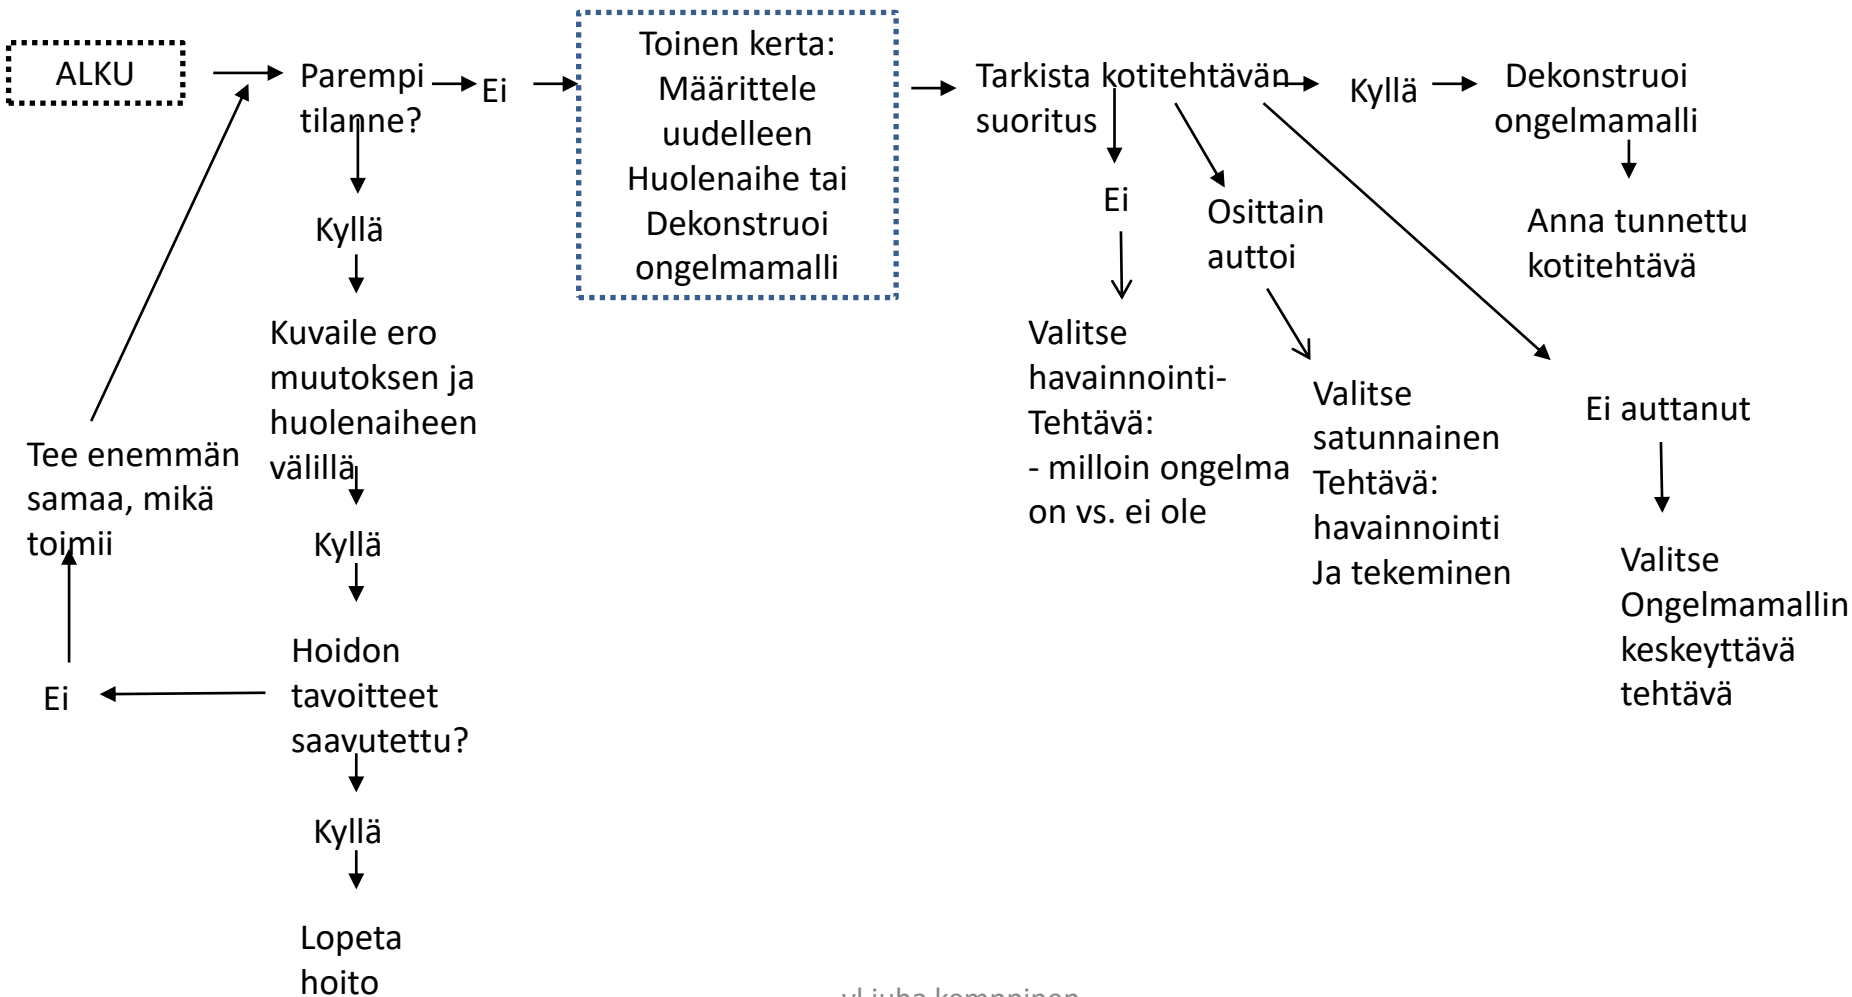 ALKU
Parempi
tilanne?
Ei
Toinen kerta:
Määrittele
uudelleen
Huolenaihe tai
Dekonstruoi
ongelmamalli
Tarkista kotitehtävän
suoritus
Kyllä
Dekonstruoi
ongelmamalli
Anna tunnettu
kotitehtävä
Ei
Osittain
auttoi
Valitse
havainnointi-
Tehtävä:
- milloin ongelma
on vs. ei ole
Valitse
satunnainen
Tehtävä:
havainnointi
Ja tekeminen
Ei auttanut
Valitse
Ongelmamallin
keskeyttävä
tehtävä
Kyllä
Kuvaile ero
muutoksen ja
huolenaiheen
välillä
Kyllä
Hoidon
tavoitteet
saavutettu?
Ei
Tee enemmän
samaa, mikä
toimii
Kyllä
Lopeta
hoito
yl juha kemppinen